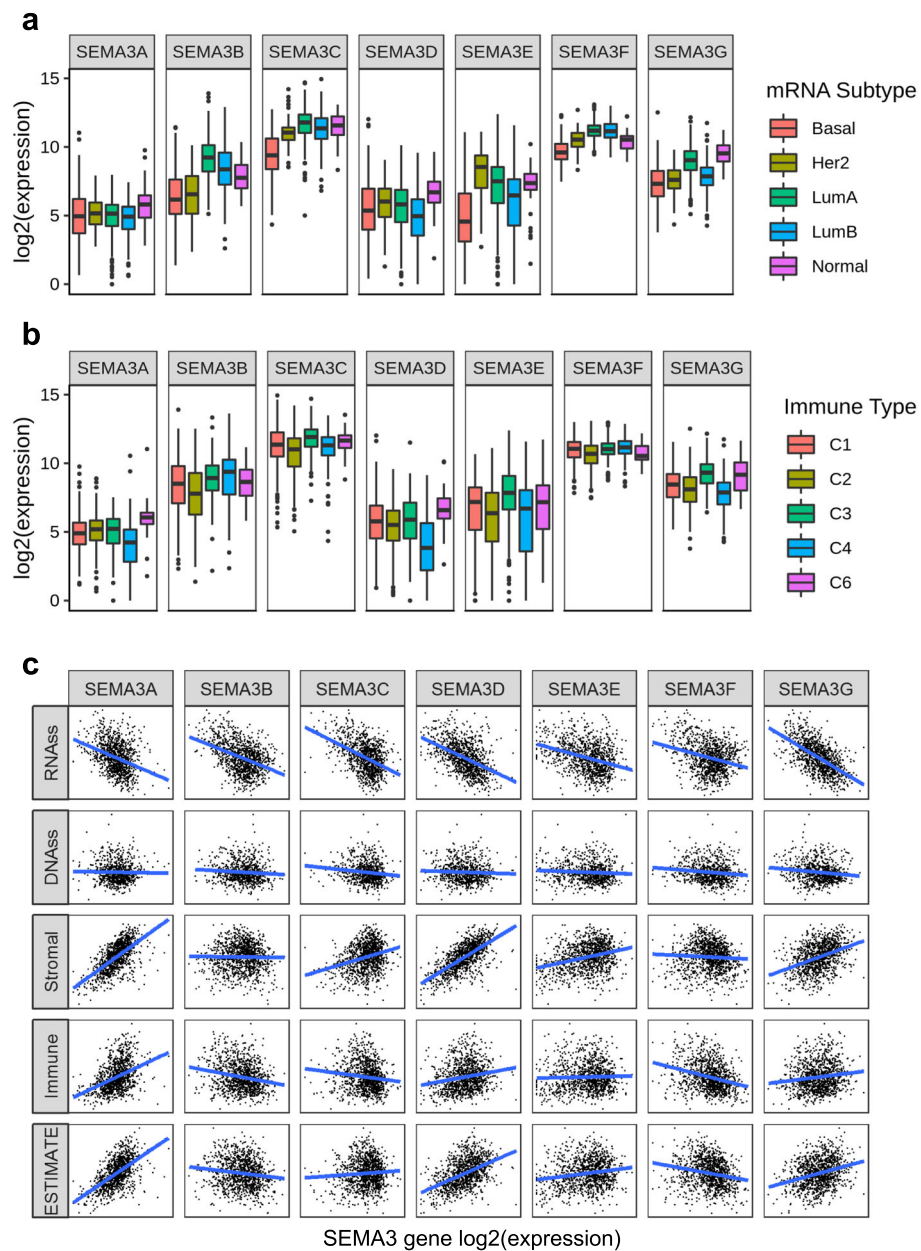 a
SEMA3A SEMA3B SEMA3C SEMA3D SEMA3E SEMA3F SEMA3G
log2(expression)
15
10
5
0
mRNA Subtype
Basal
Her2
LumA
LumB
Normal
b
SEMA3A SEMA3B SEMA3C SEMA3D SEMA3E SEMA3F SEMA3G
log2(expression)
15
10
5
0
Immune Type
C1
C2
C3
C4
C6
c
SEMA3A SEMA3B SEMA3C SEMA3D SEMA3E SEMA3F SEMA3G
RNAss
DNAss
Stromal
Immune
ESTIMATE
SEMA3 gene log2(expression)